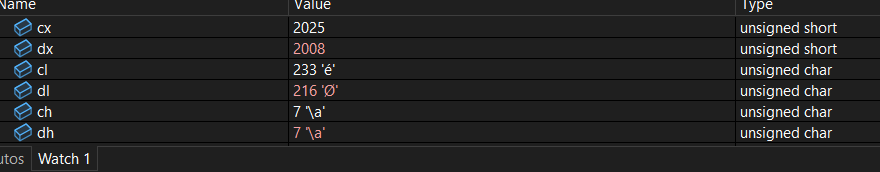 Name Value Type
cx 2025 unsigned short
dx 2008 unsigned short
cl 233 'é' unsigned char
dl 216 'Ø' unsigned char
ch 7 '\a' unsigned char
dh 7 '\a' unsigned char
utos Watch 1